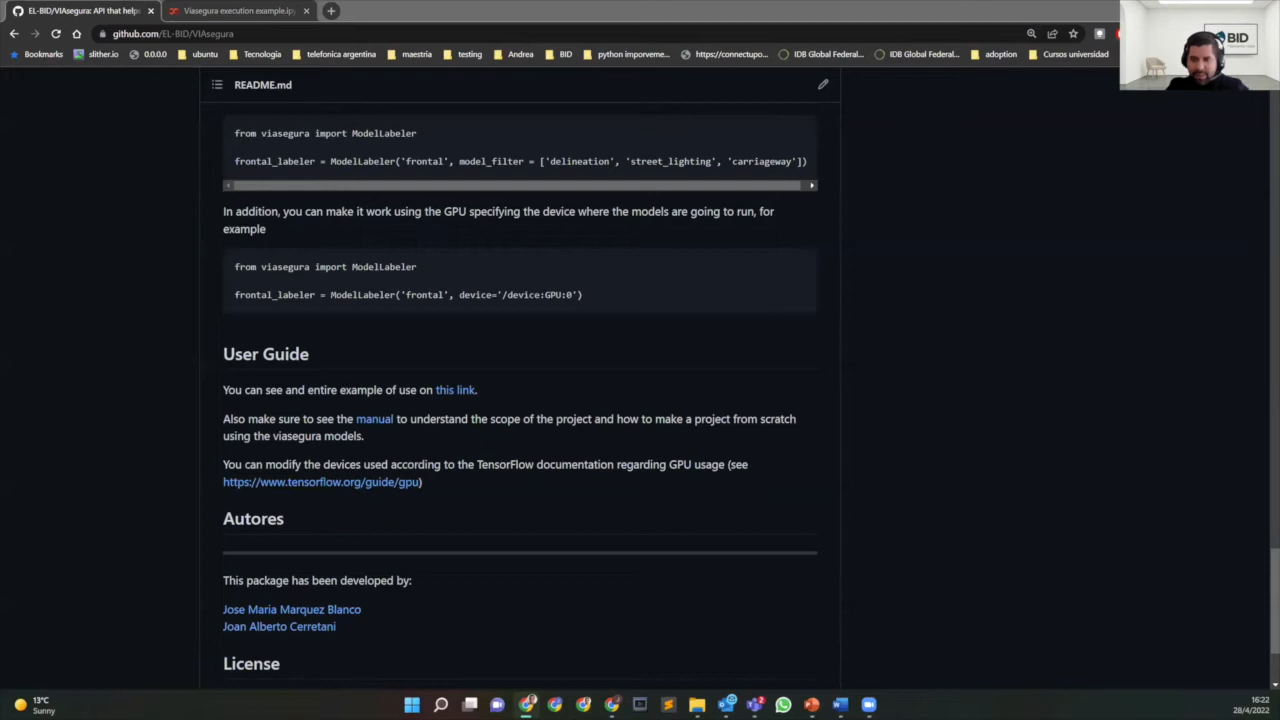 EL-BID/VIAsegura: API that helps
Viasegura execution example.ipy
github.com/EL-BID/VIAsegura
Bookmarks
slither.io
0.0.0.0
ubuntu
Tecnologia
telefonica argentina
maestria
testing
Andrea
BID
python imporveme...
https://connectupo...
IDB Global Federal...
IDB Global Federal...
adoption
Cursos universidad
BID
README.md
from viasegura import ModelLabeler
frontal_labeler = ModelLabeler('frontal', model_filter = ['delineation', 'street_lighting', 'carriageway'])
In addition, you can make it work using the GPU specifying the device where the models are going to run, for
example
from viasegura import ModelLabeler
frontal_labeler = ModelLabeler('frontal', device='/device:GPU:0')
User Guide
You can see and entire example of use on this link.
Also make sure to see the manual to understand the scope of the project and how to make a project from scratch
using the viasegura models.
You can modify the devices used according to the TensorFlow documentation regarding GPU usage (see
https://www.tensorflow.org/guide/gpu)
Autores
This package has been developed by:
Jose Maria Marquez Blanco
Joan Alberto Cerretani
License
13°C
Sunny
16:22
28/4/2022